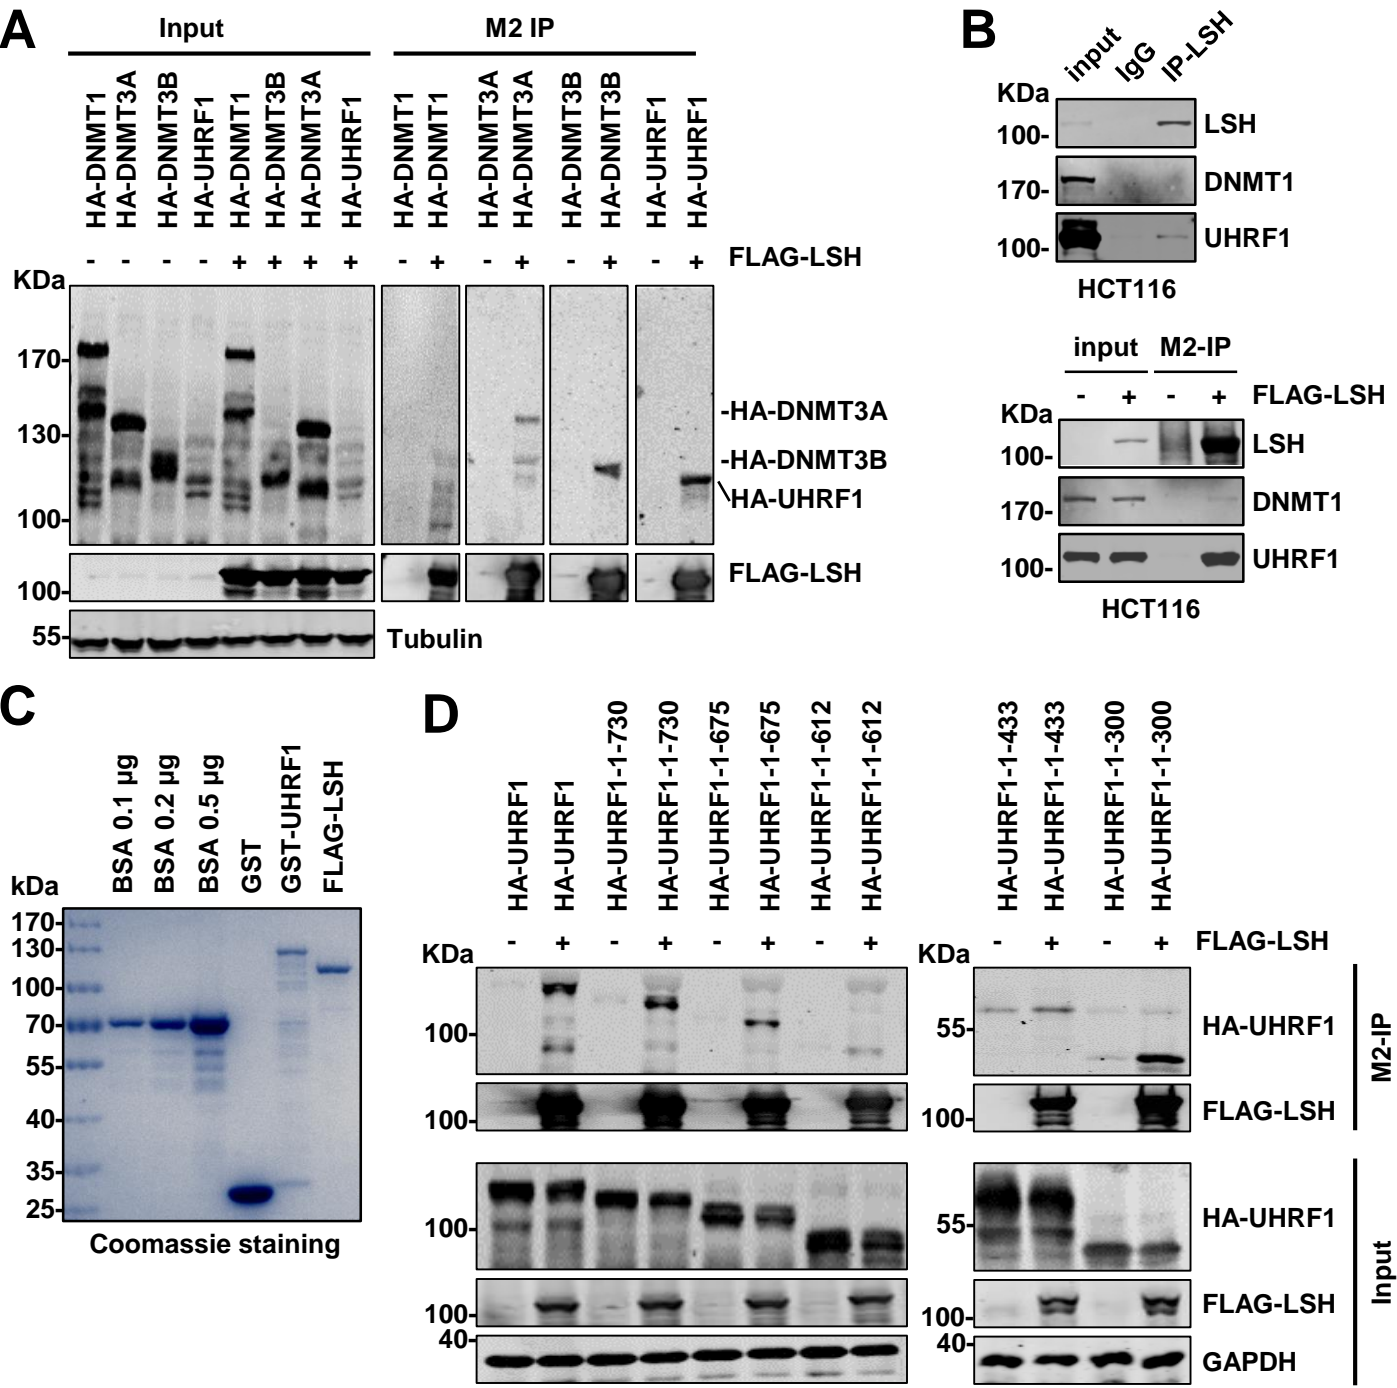 A
Input
M2 IP
HA-DNMT1
HA-DNMT3A
HA-DNMT3B
HA-UHRF1
HA-DNMT1
HA-DNMT3B
HA-DNMT3A
HA-UHRF1
HA-DNMT1
HA-DNMT1
HA-DNMT3A
HA-DNMT3A
HA-DNMT3B
HA-DNMT3B
HA-UHRF1
HA-UHRF1
- - - - + + + + - + - + - + - + FLAG-LSH
KDa
170-
130-
100-
-HA-DNMT3A
-HA-DNMT3B
HA-UHRF1
100-
FLAG-LSH
55-
Tubulin
B
input
IgG
IP-LSH
KDa
100-
LSH
170-
DNMT1
100-
UHRF1
HCT116
input
M2-IP
- + - + FLAG-LSH
KDa
100-
LSH
170-
DNMT1
100-
UHRF1
HCT116
C
BSA 0.1 µg
BSA 0.2 µg
BSA 0.5 µg
GST
GST-UHRF1
FLAG-LSH
kDa
170-
130-
100-
70-
55-
40-
35-
25-
Coomassie staining
D
HA-UHRF1
HA-UHRF1
HA-UHRF1-1-730
HA-UHRF1-1-730
HA-UHRF1-1-675
HA-UHRF1-1-675
HA-UHRF1-1-612
HA-UHRF1-1-612
HA-UHRF1-1-433
HA-UHRF1-1-433
HA-UHRF1-1-300
HA-UHRF1-1-300
- + - + - + - + - + - + FLAG-LSH
KDa
KDa
100-
55-
HA-UHRF1
100-
100-
FLAG-LSH
M2-IP
100-
55-
HA-UHRF1
100-
100-
FLAG-LSH
40-
40-
GAPDH
Input